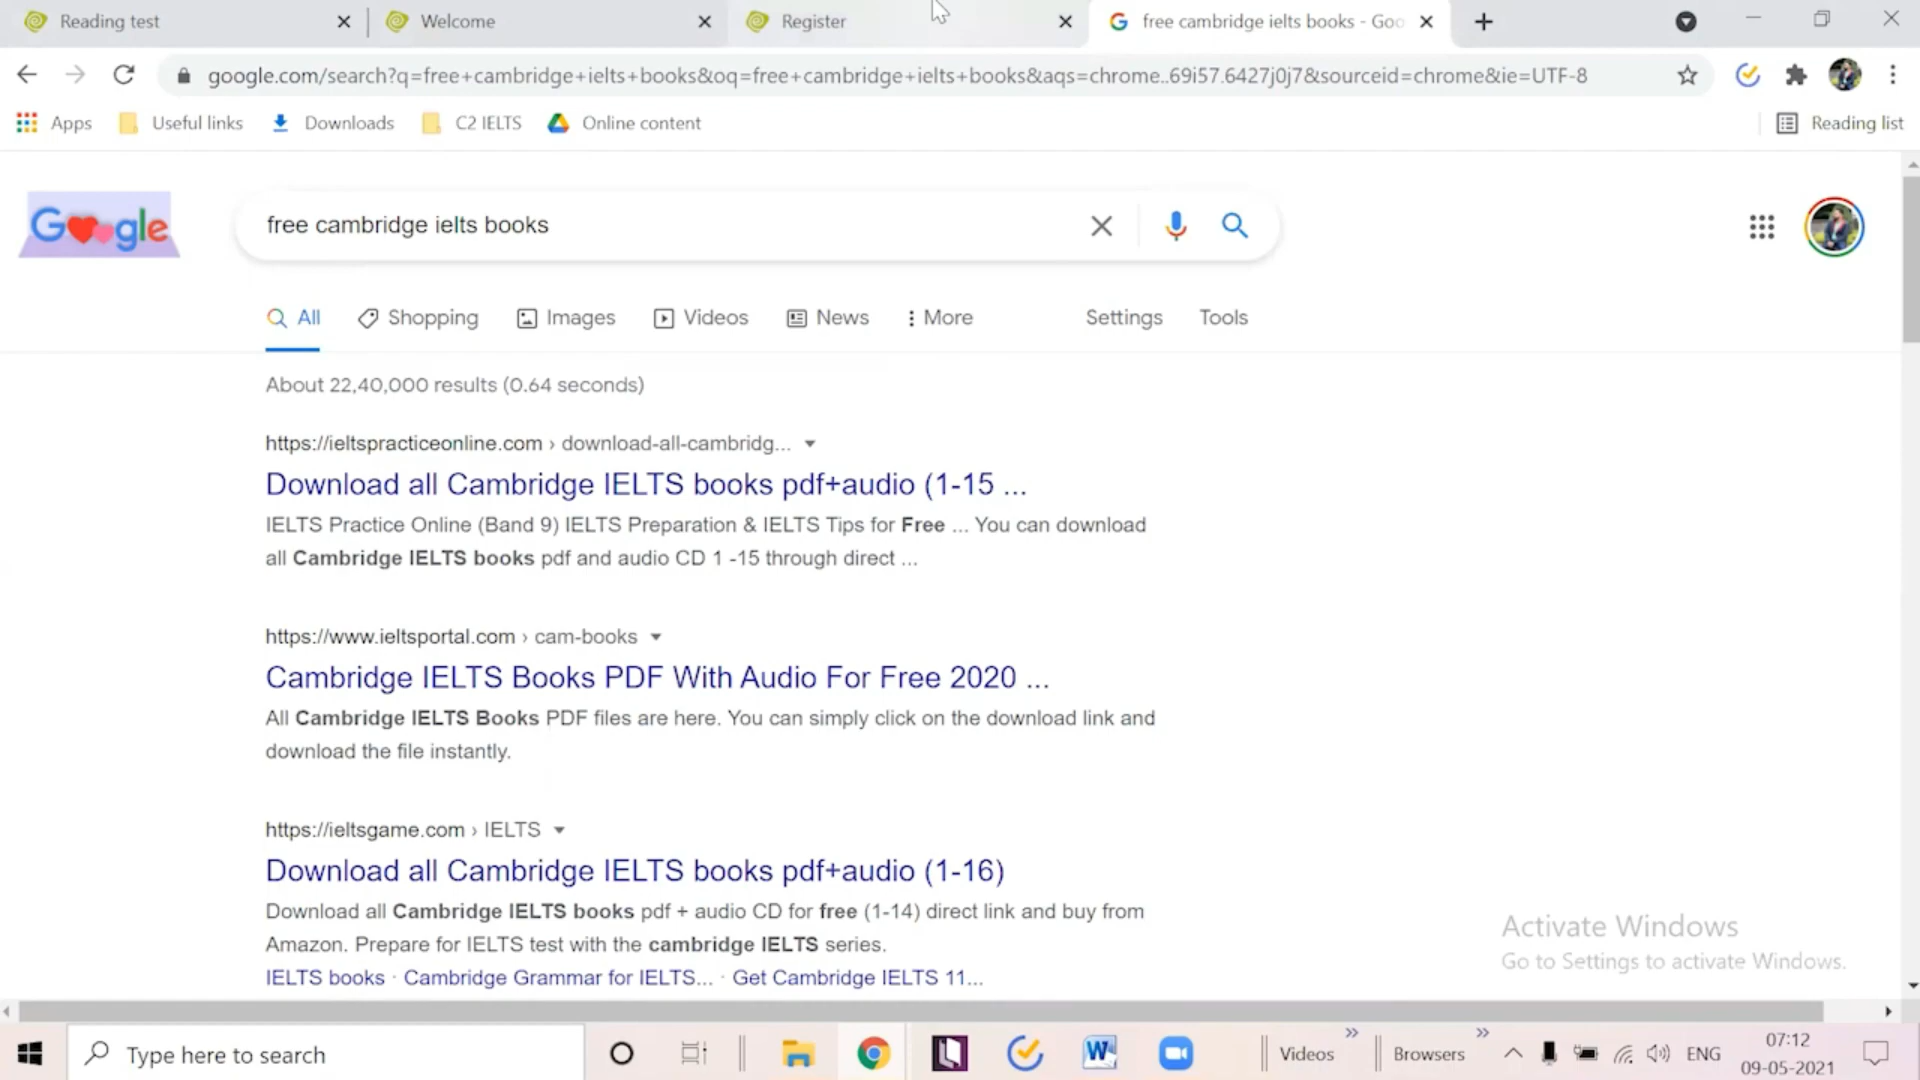 Reading test
Welcome
Register
free cambridge ielts books - Goo
google.com/search?q=free+cambridge+ielts+books&oq=free+cambridge+ielts+books&aqs=chrome..69i57.6427j0j7&sourceid=chrome&ie=UTF-8
Apps
Useful links
Downloads
C2 IELTS
Online content
Reading list
Google
free cambridge ielts books
All
Shopping
Images
Videos
News
More
Settings
Tools
About 22,40,000 results (0.64 seconds)
https://ieltspracticeonline.com › download-all-cambridg...
Download all Cambridge IELTS books pdf+audio (1-15 ...
IELTS Practice Online (Band 9) IELTS Preparation & IELTS Tips for Free ... You can download
all Cambridge IELTS books pdf and audio CD 1 -15 through direct ...
https://www.ieltsportal.com › cam-books
Cambridge IELTS Books PDF With Audio For Free 2020 ...
All Cambridge IELTS Books PDF files are here. You can simply click on the download link and
download the file instantly.
https://ieltsgame.com › IELTS
Download all Cambridge IELTS books pdf+audio (1-16)
Download all Cambridge IELTS books pdf + audio CD for free (1-14) direct link and buy from
Amazon. Prepare for IELTS test with the cambridge IELTS series.
IELTS books · Cambridge Grammar for IELTS... · Get Cambridge IELTS 11...
Activate Windows
Go to Settings to activate Windows.
Type here to search
Videos
Browsers
ENG
07:12
09-05-2021